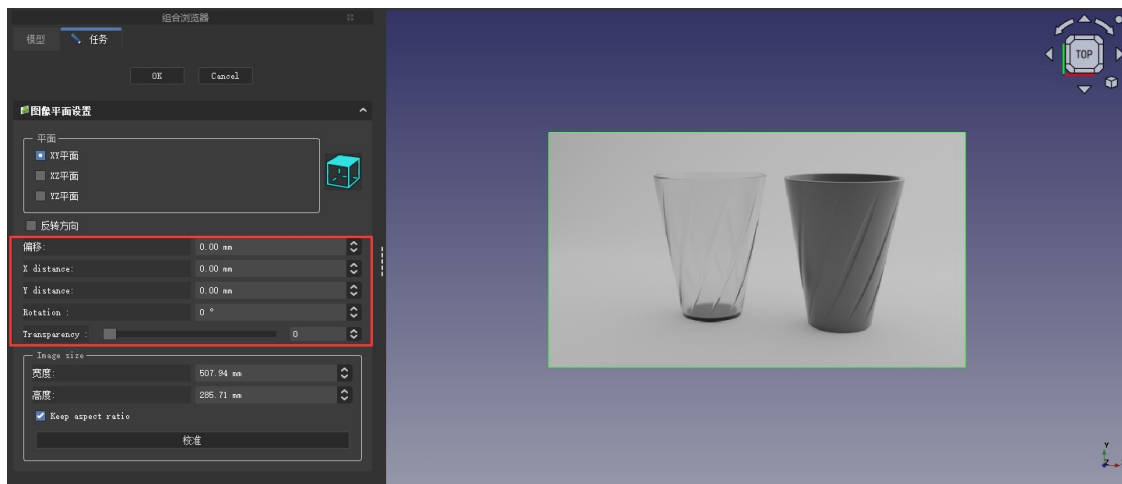 组合浏览器
模型
任务
OK
Cancel
图像平面设置
平面
XY平面
XZ平面
YZ平面
反转方向
偏移: 0.00 mm
X distance: 0.00 mm
Y distance: 0.00 mm
Rotation : 0 °
Transparency : 0
Image size
宽度: 507.94 mm
高度: 285.71 mm
Keep aspect ratio
校准
TOP
Y
Z